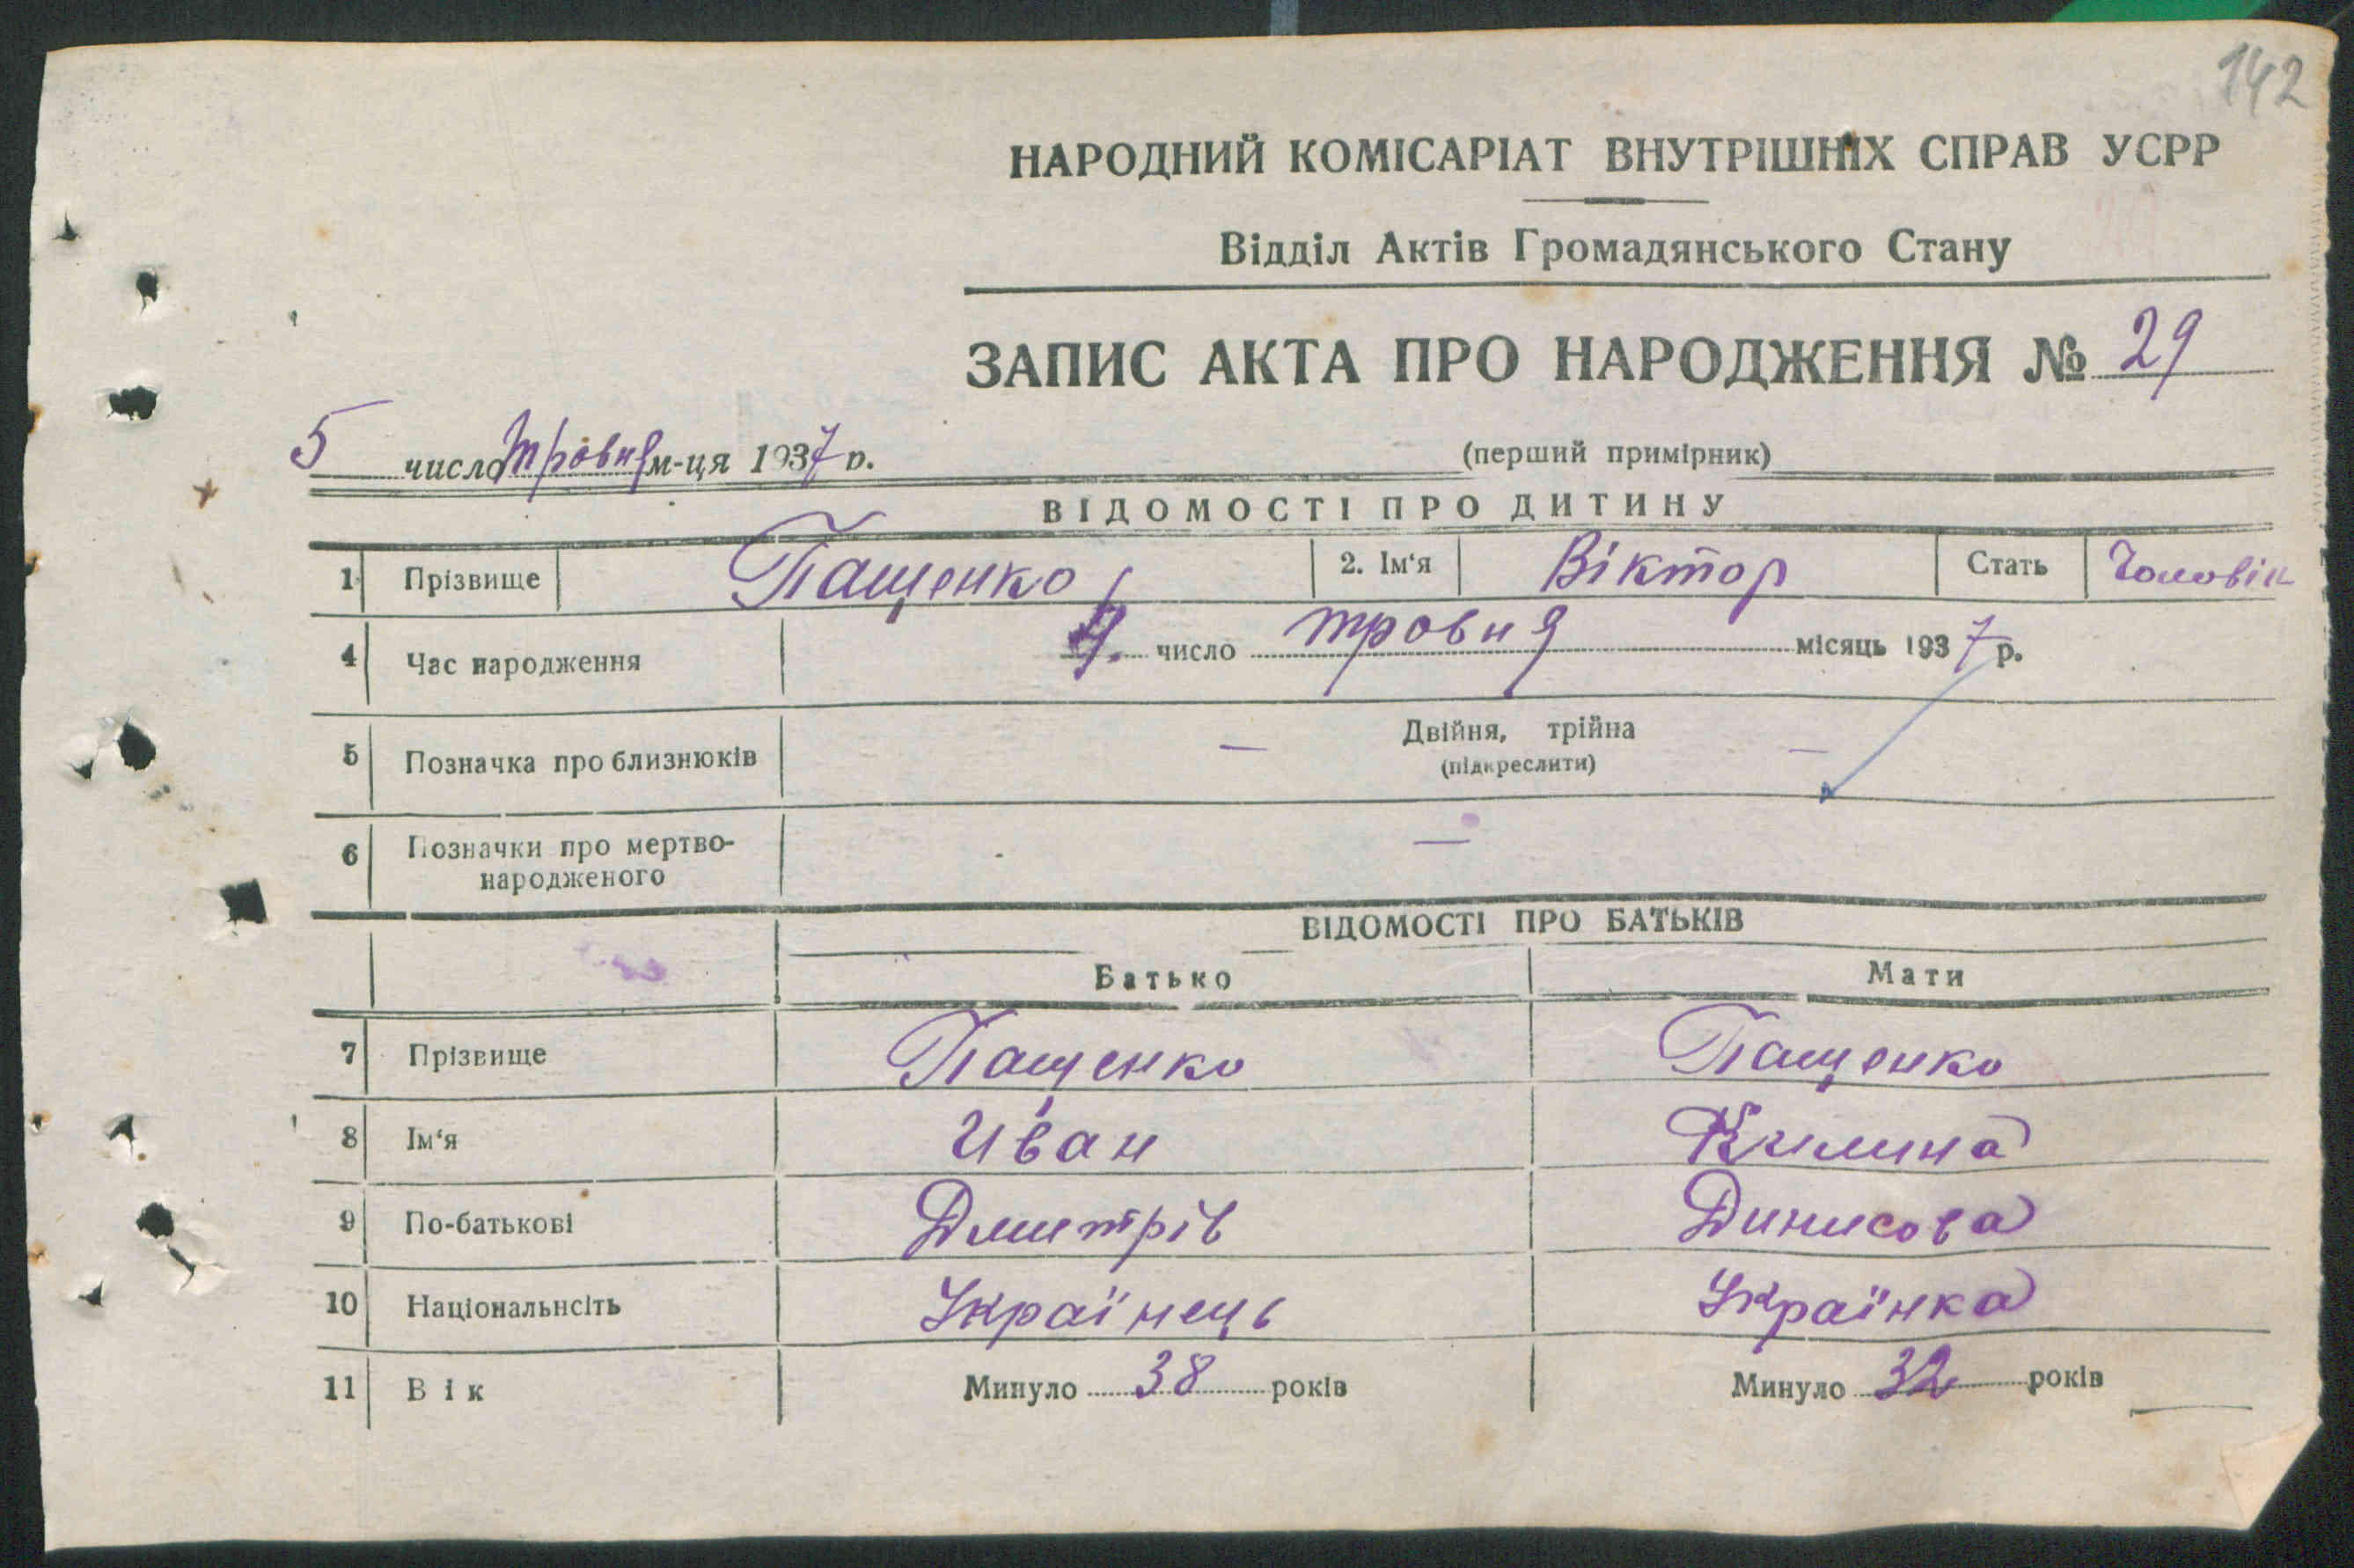 142
НАРОДНИЙ КОМІСАРІАТ ВНУТРІШНІХ СПРАВ УСРР
Відділ Актів Громадянського Стану
ЗАПИС АКТА ПРО НАРОДЖЕННЯ № 29
5 число травня м-ця 1937 р. (перший примірник)
ВІДОМОСТІ ПРО ДИТИНУ
1 Прізвище Пащенко 2. Ім'я Віктор Стать Чоловік
4 Час народження 4. число травня місяць 1937 р.
5 Позначка про близнюків — Двійня, трійна —
(підкреслити)
6 Позначки про мертво-
народженого —
ВІДОМОСТІ ПРО БАТЬКІВ
Батько Мати
7 Прізвище Пащенко Пащенко
8 Ім'я Иван Килина
9 По-батькові Дмитрів Динисова
10 Національнсіть Українець Українка
11 Вік Минуло 38 років Минуло 32 років